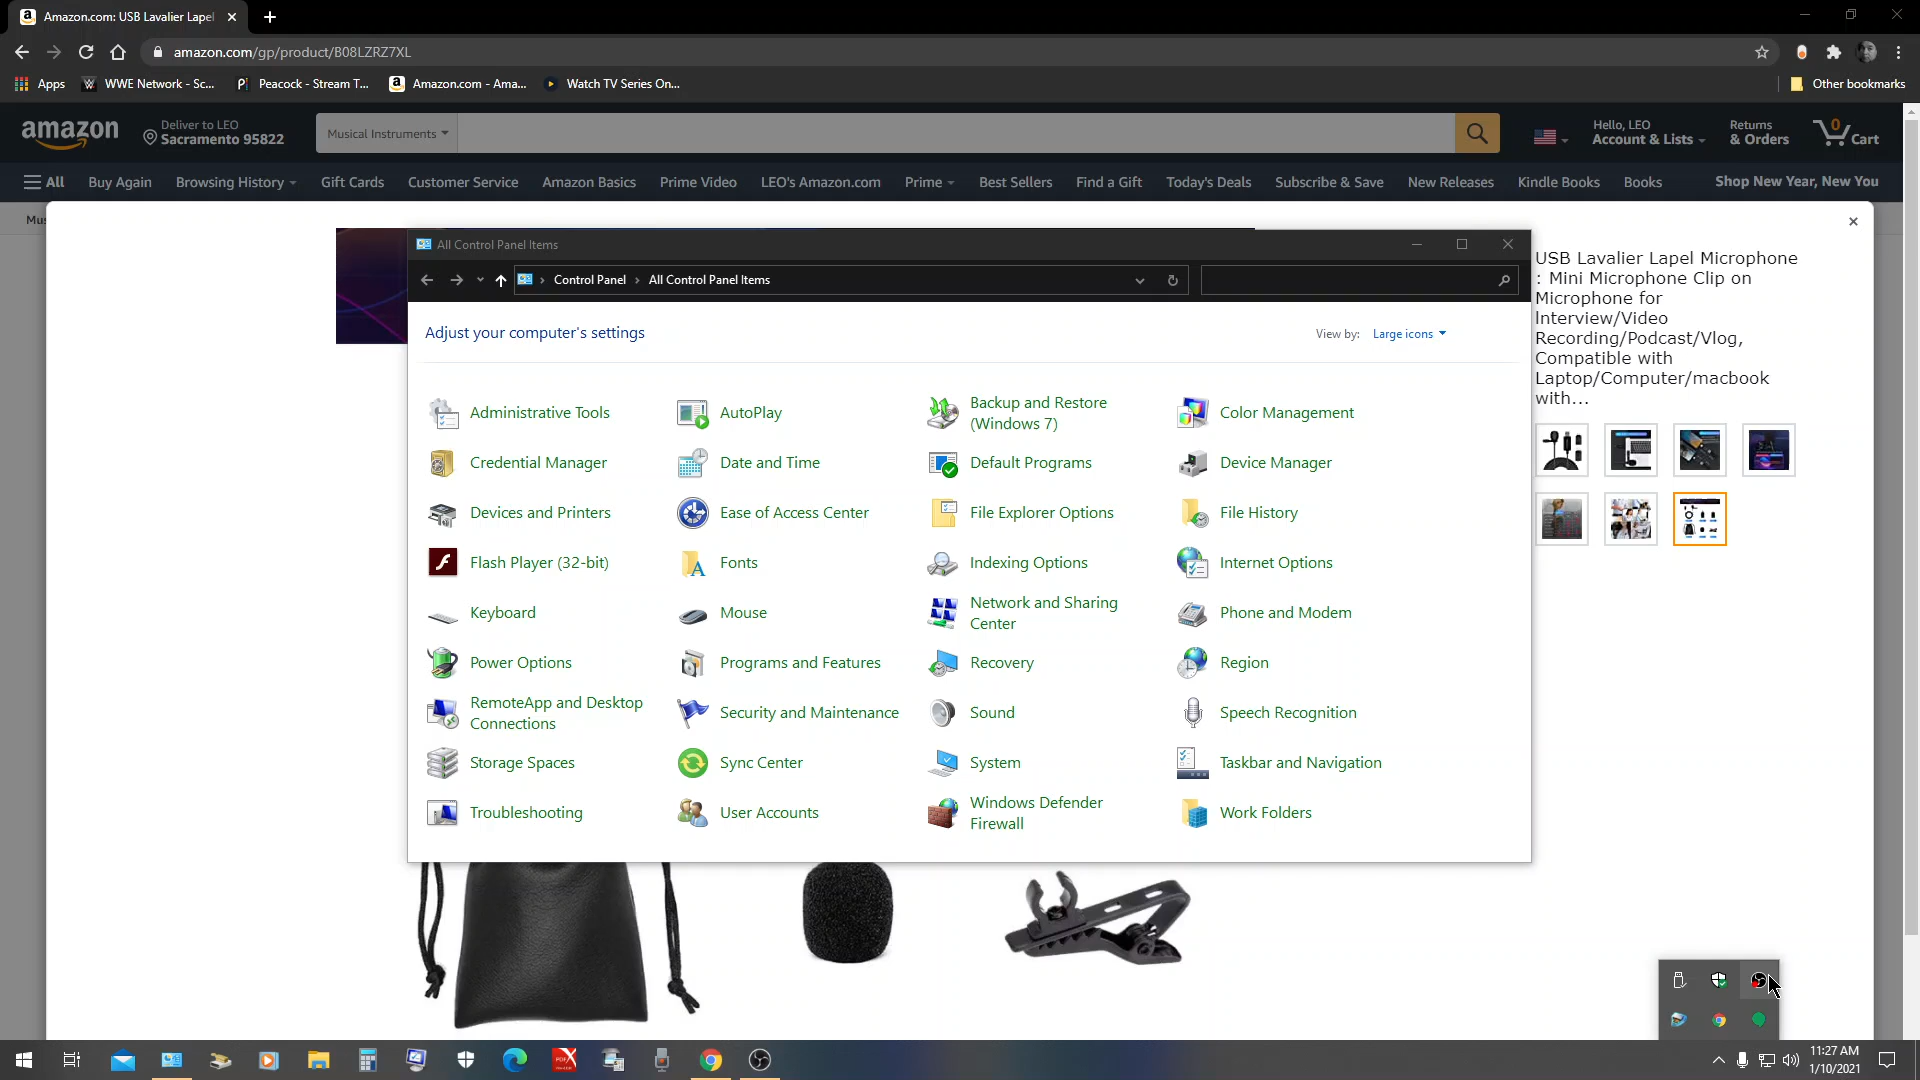 Amazon.com: USB Lavalier Lapel
amazon.com/gp/product/B08LZRZ7XL
Apps
WWE Network - Sc...
Peacock - Stream T...
Amazon.com - Ama...
Watch TV Series On...
Other bookmarks
amazon
Deliver to LEO
Sacramento 95822
Musical Instruments
Hello, LEO
Account & Lists
Returns
& Orders
0
Cart
All
Buy Again
Browsing History
Gift Cards
Customer Service
Amazon Basics
Prime Video
LEO's Amazon.com
Prime
Best Sellers
Find a Gift
Today's Deals
Subscribe & Save
New Releases
Kindle Books
Books
Shop New Year, New You
All Control Panel Items
Control Panel
All Control Panel Items
Adjust your computer's settings
View by:
Large icons
Administrative Tools
AutoPlay
Backup and Restore
(Windows 7)
Color Management
Credential Manager
Date and Time
Default Programs
Device Manager
Devices and Printers
Ease of Access Center
File Explorer Options
File History
Flash Player (32-bit)
Fonts
Indexing Options
Internet Options
Keyboard
Mouse
Network and Sharing
Center
Phone and Modem
Power Options
Programs and Features
Recovery
Region
RemoteApp and Desktop
Connections
Security and Maintenance
Sound
Speech Recognition
Storage Spaces
Sync Center
System
Taskbar and Navigation
Troubleshooting
User Accounts
Windows Defender
Firewall
Work Folders
USB Lavalier Lapel Microphone
: Mini Microphone Clip on
Microphone for
Interview/Video
Recording/Podcast/Vlog,
Compatible with
Laptop/Computer/macbook
with...
11:27 AM
1/10/2021